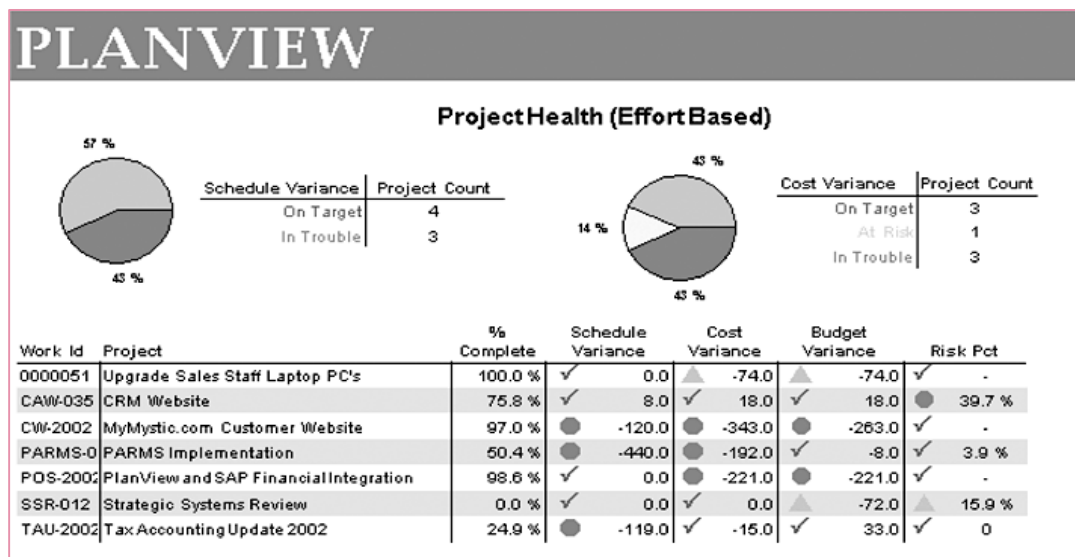 PLANVIEW
Project Health (Effort Based)
57 %
43 %
Schedule Variance Project Count
On Target 4
In Trouble 3
43 %
14 %
43 %
Cost Variance Project Count
On Target 3
At Risk 1
In Trouble 3
Work Id Project % Complete Schedule Variance Cost Variance Budget Variance Risk Pct
0000051 Upgrade Sales Staff Laptop PC's 100.0 % 0.0 -74.0 -74.0 -
CAW-035 CRM Website 75.8 % 8.0 18.0 18.0 39.7 %
CW-2002 MyMystic.com Customer Website 97.0 % -120.0 -343.0 -263.0 -
PARMS-0 PARMS Implementation 50.4 % -440.0 -192.0 -8.0 3.9 %
POS-2002 PlanView and SAP Financial Integration 98.6 % 0.0 -221.0 -221.0 -
SSR-012 Strategic Systems Review 0.0 % 0.0 0.0 -72.0 15.9 %
TAU-2002 Tax Accounting Update 2002 24.9 % -119.0 -15.0 33.0 0